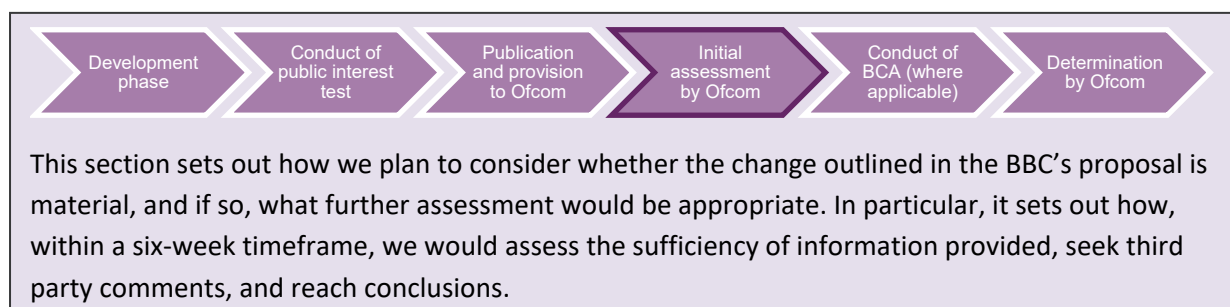 Development
phase
Conduct of
public interest
test
Publication
and provision
to Ofcom
Initial
assessment
by Ofcom
Conduct of
BCA (where
applicable)
Determination
by Ofcom
This section sets out how we plan to consider whether the change outlined in the BBC’s proposal is
material, and if so, what further assessment would be appropriate. In particular, it sets out how,
within a six-week timeframe, we would assess the sufficiency of information provided, seek third
party comments, and reach conclusions.